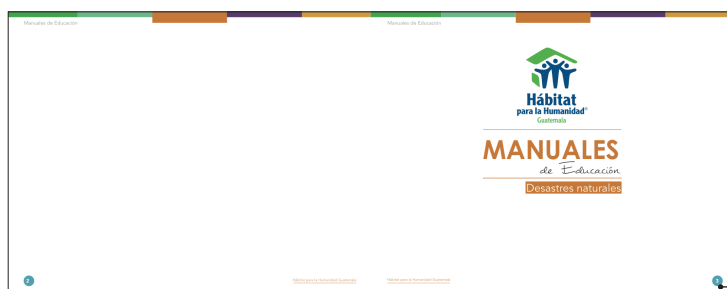 Manuales de Educación
2
Hábitat para la Humanidad Guatemala
Manuales de Educación
Hábitat
para la Humanidad®
Guatemala
MANUALES
de Educación
Desastres naturales
Hábitat para la Humanidad Guatemala